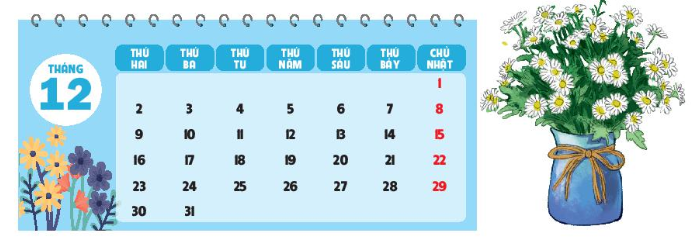 THÁNG
12
THỨ HAI THỨ BA THỨ TƯ THỨ NĂM THỨ SÁU THỨ BẢY CHỦ NHẬT
1
2 3 4 5 6 7 8
9 10 11 12 13 14 15
16 17 18 19 20 21 22
23 24 25 26 27 28 29
30 31